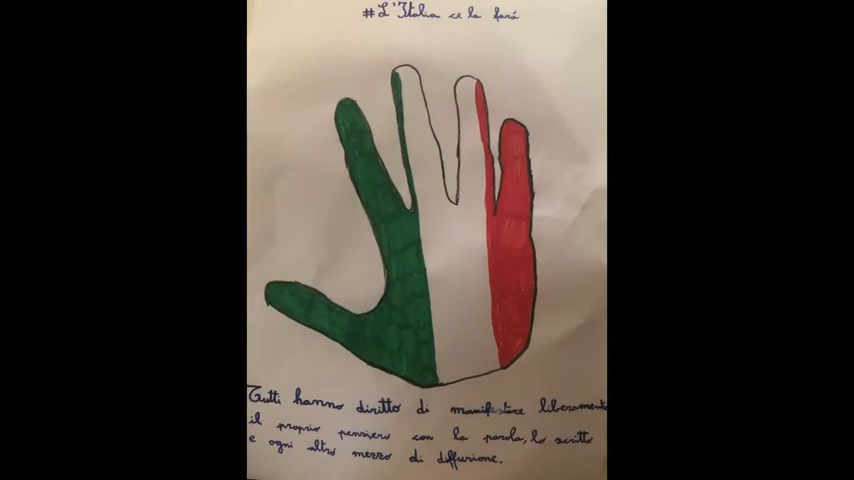 #L'Italia ce la fará
Tutti hanno diritto di manifestare liberamente
il proprio pensiero con la parola, lo scritto
e ogni altro mezzo di diffusione.